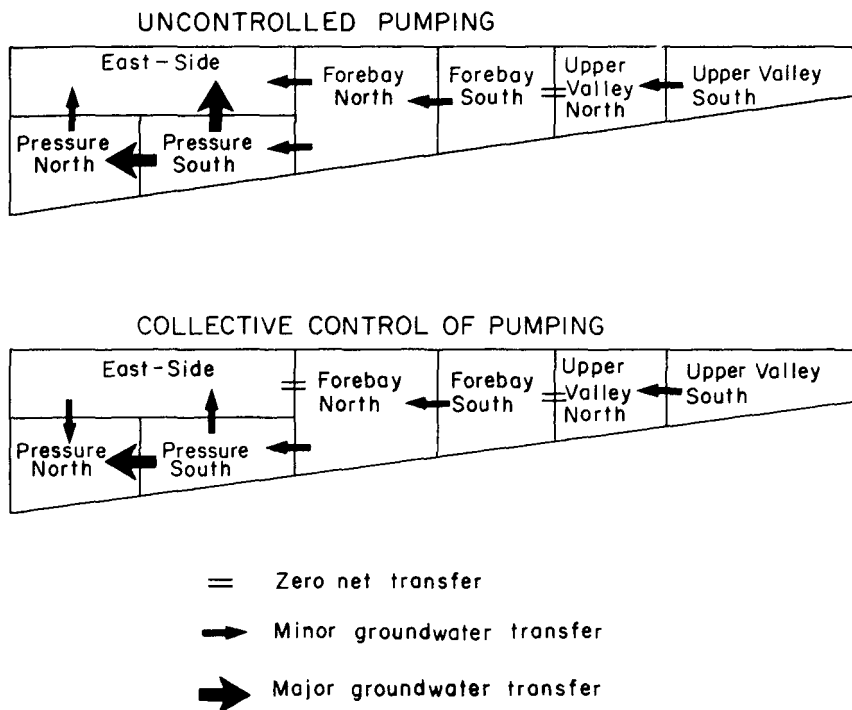 UNCONTROLLED PUMPING
East-Side
Forebay
North
Forebay
South
Upper
Valley
North
Upper Valley
South
Pressure
North
Pressure
South
COLLECTIVE CONTROL OF PUMPING
East-Side
Forebay
North
Forebay
South
Upper
Valley
North
Upper Valley
South
Pressure
North
Pressure
South
= Zero net transfer
Minor groundwater transfer
Major groundwater transfer